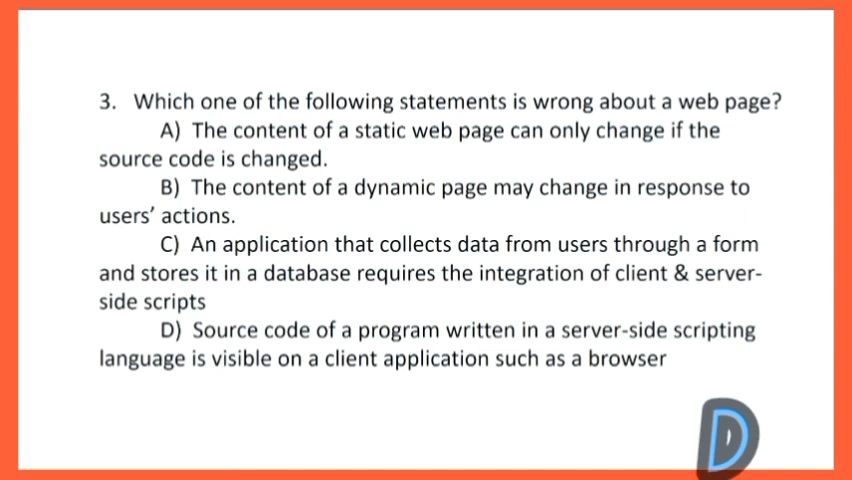 3. Which one of the following statements is wrong about a web page?
A) The content of a static web page can only change if the
source code is changed.
B) The content of a dynamic page may change in response to
users’ actions.
C) An application that collects data from users through a form
and stores it in a database requires the integration of client & server-
side scripts
D) Source code of a program written in a server-side scripting
language is visible on a client application such as a browser
D